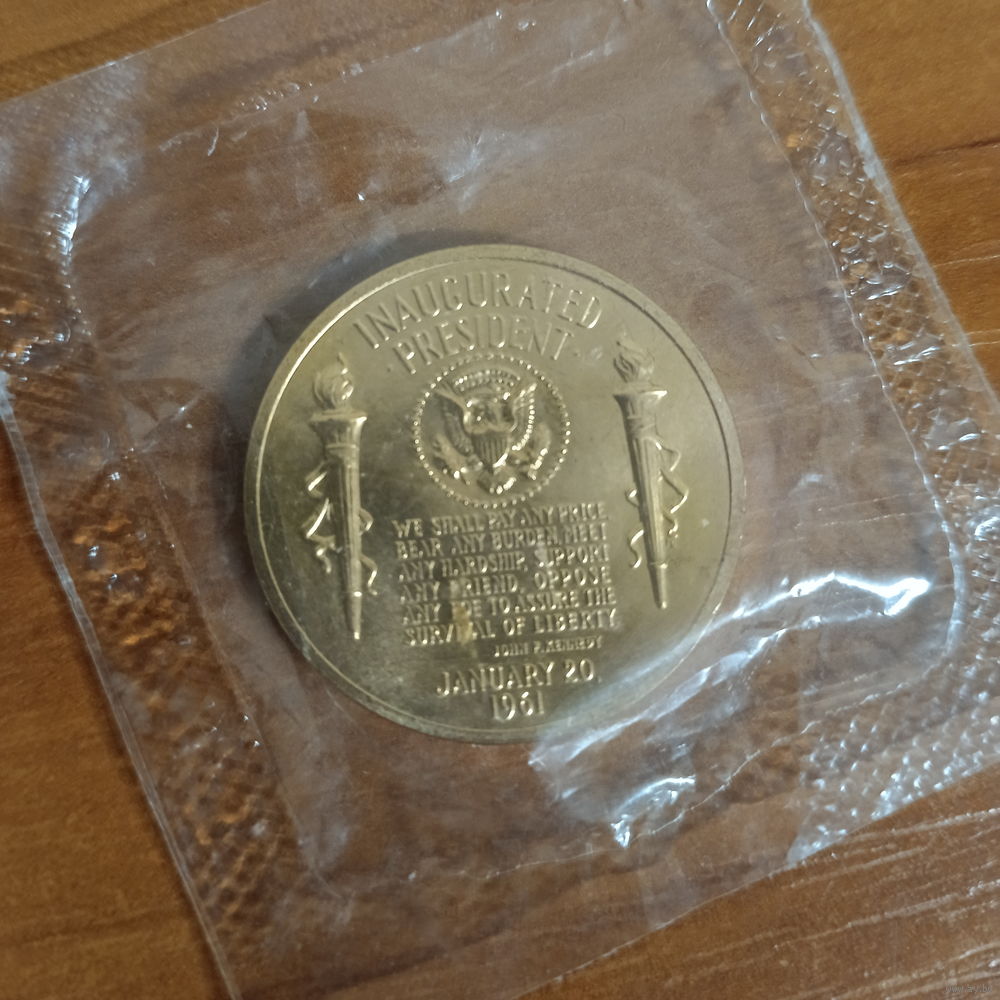 INAUGURATED
· PRESIDENT ·
WE SHALL PAY ANY PRICE
BEAR ANY BURDEN, MEET
ANY HARDSHIP, SUPPORT
ANY FRIEND, OPPOSE
ANY FOE TO ASSURE THE
SURVIVAL OF LIBERTY
JOHN F. KENNEDY
JANUARY 20,
1961